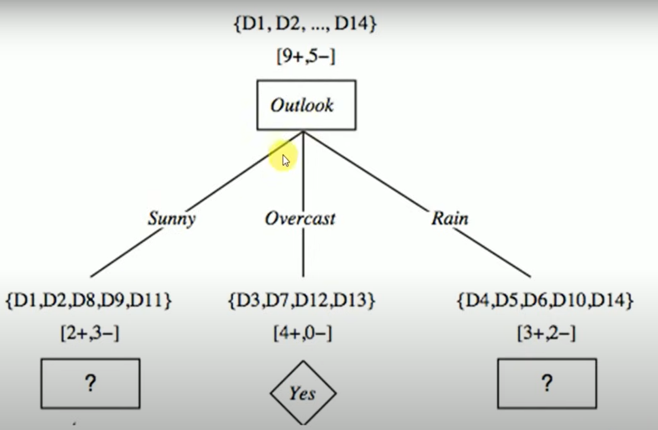 {D1, D2, ..., D14}
[9+,5−]
Outlook
Sunny
Overcast
Rain
{D1,D2,D8,D9,D11}
{D3,D7,D12,D13}
{D4,D5,D6,D10,D14}
[2+,3−]
[4+,0−]
[3+,2−]
?
Yes
?